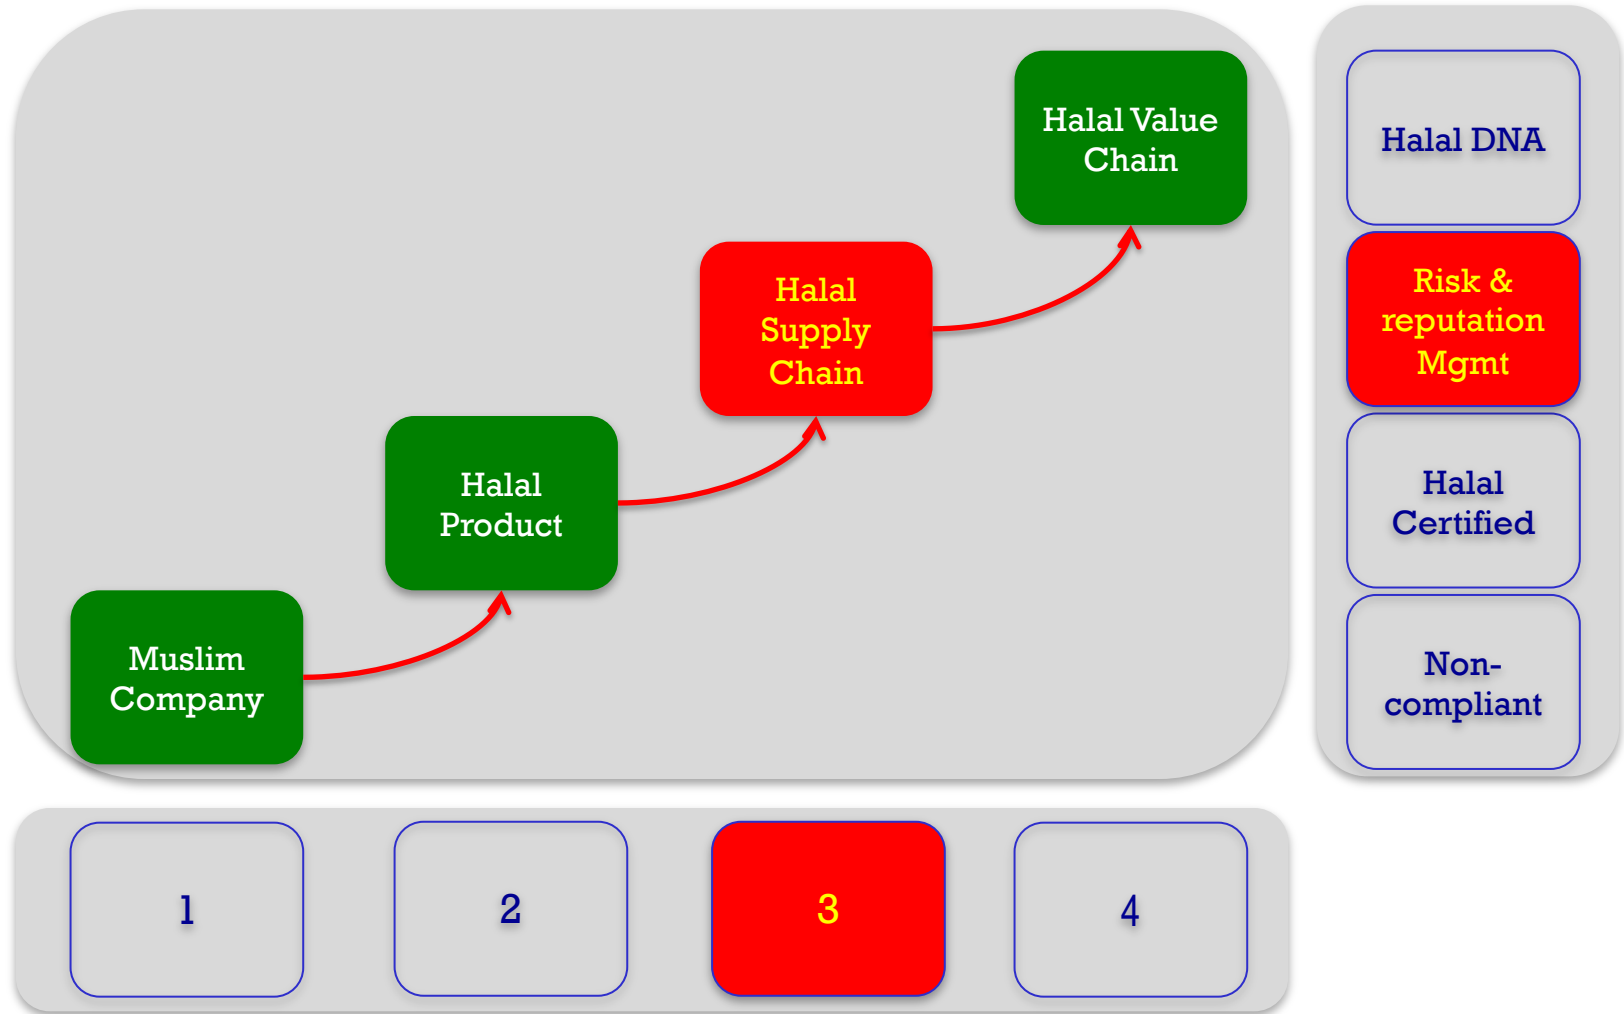 Halal Value
Chain
Halal
Supply
Chain
Halal
Product
Muslim
Company
Halal DNA
Risk &
reputation
Mgmt
Halal
Certified
Non-
compliant
1
2
3
4